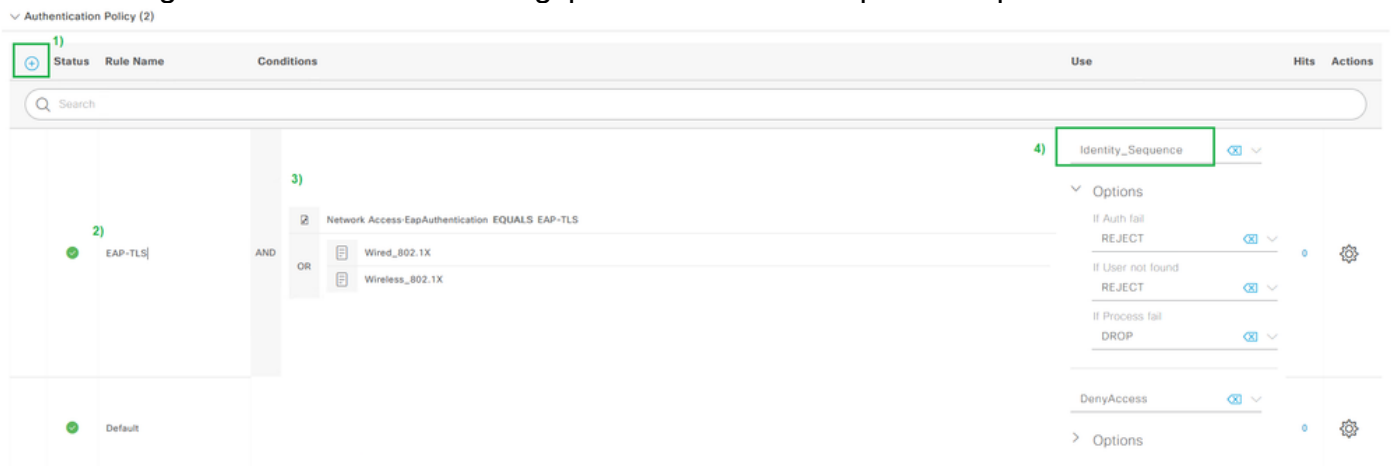 Authentication Policy (2)
1)
Status Rule Name Conditions Use Hits Actions
Search
4) Identity_Sequence
3)
Options
Network Access·EapAuthentication EQUALS EAP-TLS
If Auth fail
REJECT
2)
EAP-TLS
AND
OR
Wired_802.1X
Wireless_802.1X
0
If User not found
REJECT
If Process fail
DROP
DenyAccess
Default
0
Options